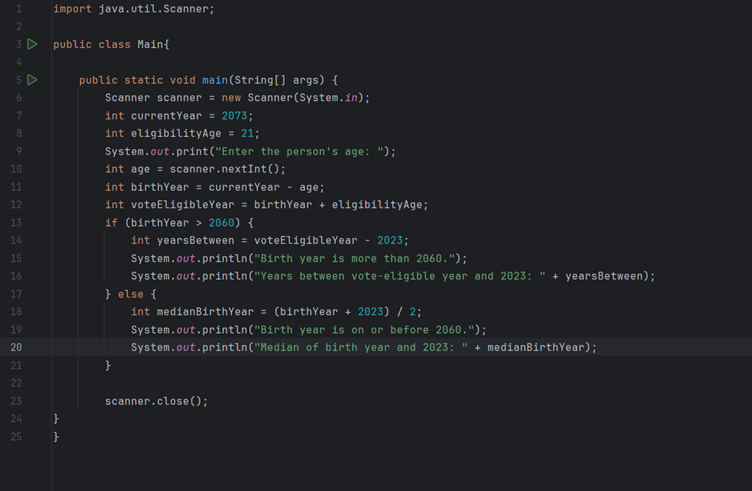 1 import java.util.Scanner;
2
3 public class Main{
4
5     public static void main(String[] args) {
6         Scanner scanner = new Scanner(System.in);
7         int currentYear = 2073;
8         int eligibilityAge = 21;
9         System.out.print("Enter the person's age: ");
10         int age = scanner.nextInt();
11         int birthYear = currentYear - age;
12         int voteEligibleYear = birthYear + eligibilityAge;
13         if (birthYear > 2060) {
14             int yearsBetween = voteEligibleYear - 2023;
15             System.out.println("Birth year is more than 2060.");
16             System.out.println("Years between vote-eligible year and 2023: " + yearsBetween);
17         } else {
18             int medianBirthYear = (birthYear + 2023) / 2;
19             System.out.println("Birth year is on or before 2060.");
20             System.out.println("Median of birth year and 2023: " + medianBirthYear);
21         }
22
23         scanner.close();
24 }
25 }